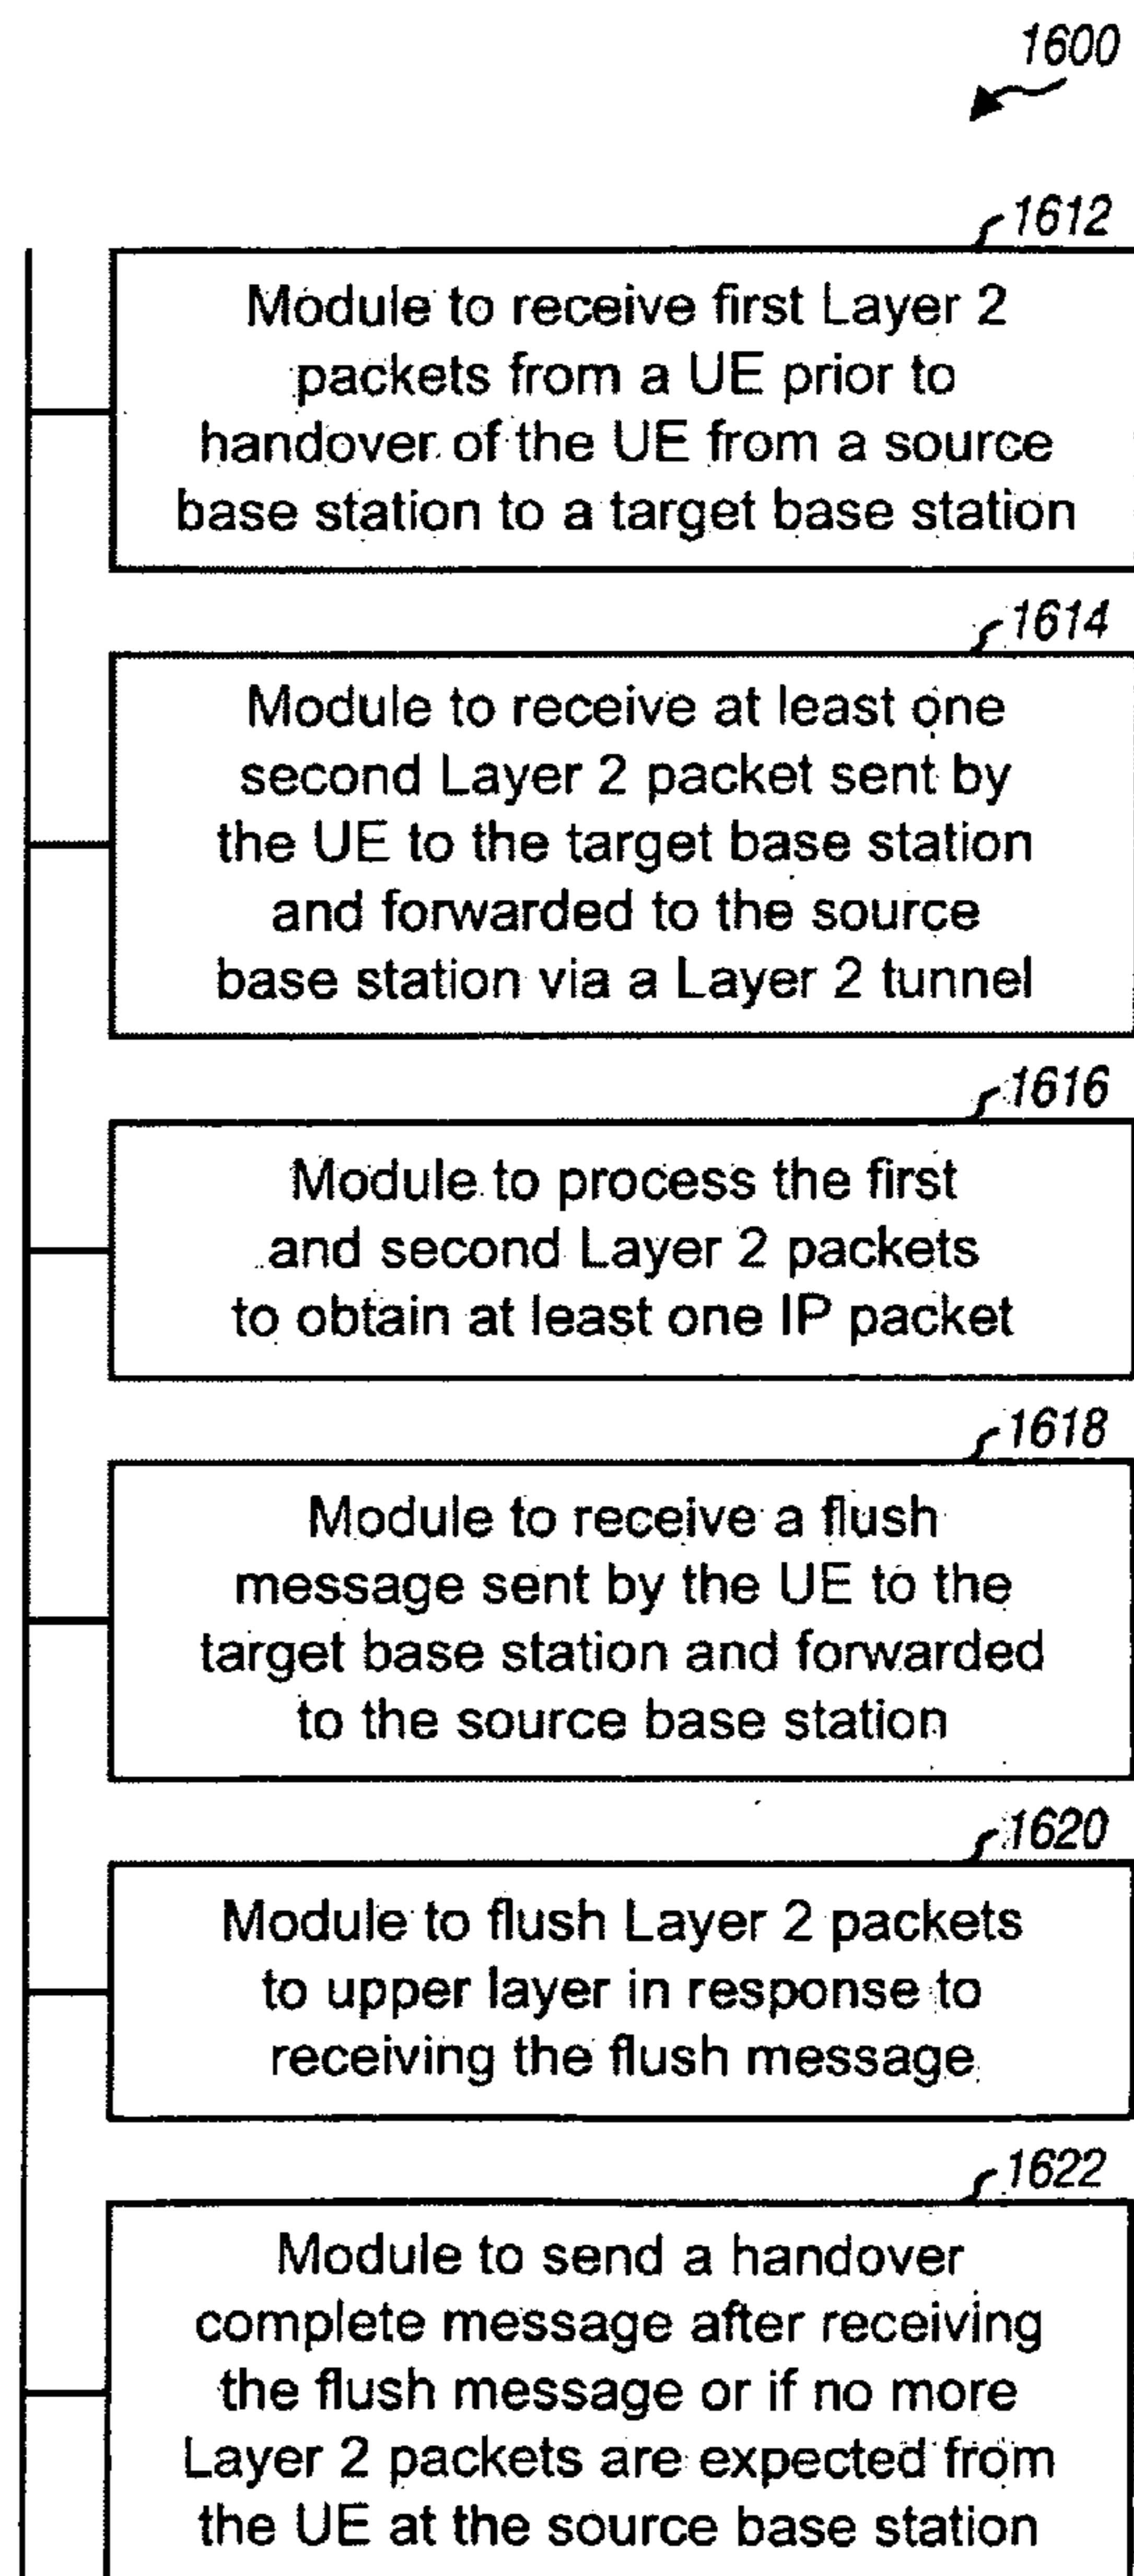 1600
1612
Module to receive first Layer 2
packets from a UE prior to
handover of the UE from a source
base station to a target base station
1614
Module to receive at least one
second Layer 2 packet sent by
the UE to the target base station
and forwarded to the source
base station via a Layer 2 tunnel
1616
Module to process the first
and second Layer 2 packets
to obtain at least one IP packet
1618
Module to receive a flush
message sent by the UE to the
target base station and forwarded
to the source base station
1620
Module to flush Layer 2 packets
to upper layer in response to
receiving the flush message
1622
Module to send a handover
complete message after receiving
the flush message or if no more
Layer 2 packets are expected from
the UE at the source base station